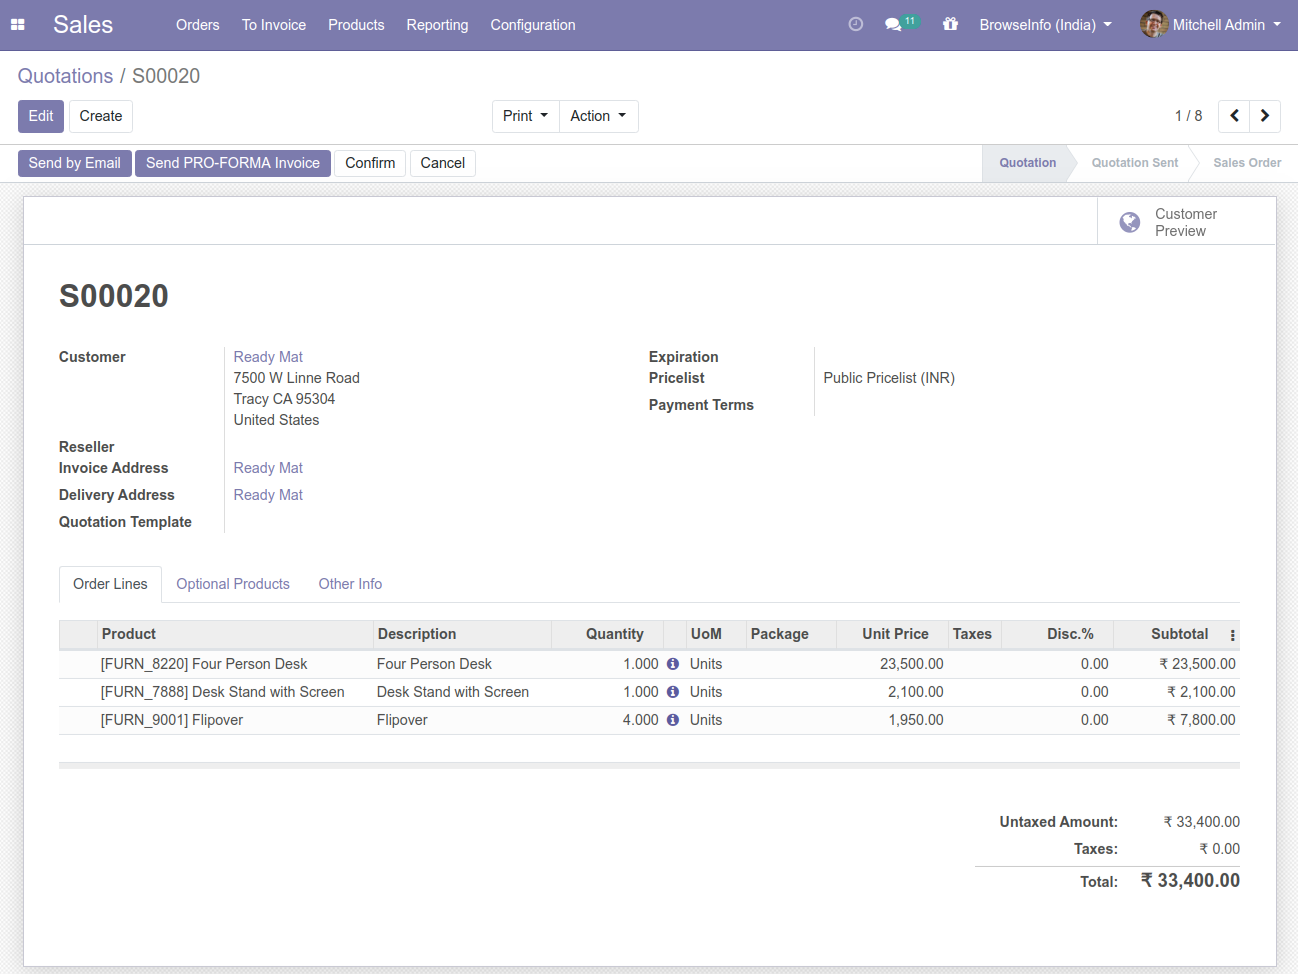 Sales Orders To Invoice Products Reporting Configuration 11 BrowseInfo (India) Mitchell Admin
Quotations / S00020
Edit Create Print Action 1 / 8
Send by Email Send PRO-FORMA Invoice Confirm Cancel Quotation Quotation Sent Sales Order
Customer
Preview
S00020
Customer Ready Mat
7500 W Linne Road
Tracy CA 95304
United States
Reseller
Invoice Address Ready Mat
Delivery Address Ready Mat
Quotation Template
Expiration
Pricelist Public Pricelist (INR)
Payment Terms
Order Lines Optional Products Other Info
Product Description Quantity UoM Package Unit Price Taxes Disc.% Subtotal
[FURN_8220] Four Person Desk Four Person Desk 1.000 Units 23,500.00 0.00 ₹ 23,500.00
[FURN_7888] Desk Stand with Screen Desk Stand with Screen 1.000 Units 2,100.00 0.00 ₹ 2,100.00
[FURN_9001] Flipover Flipover 4.000 Units 1,950.00 0.00 ₹ 7,800.00
Untaxed Amount: ₹ 33,400.00
Taxes: ₹ 0.00
Total: ₹ 33,400.00